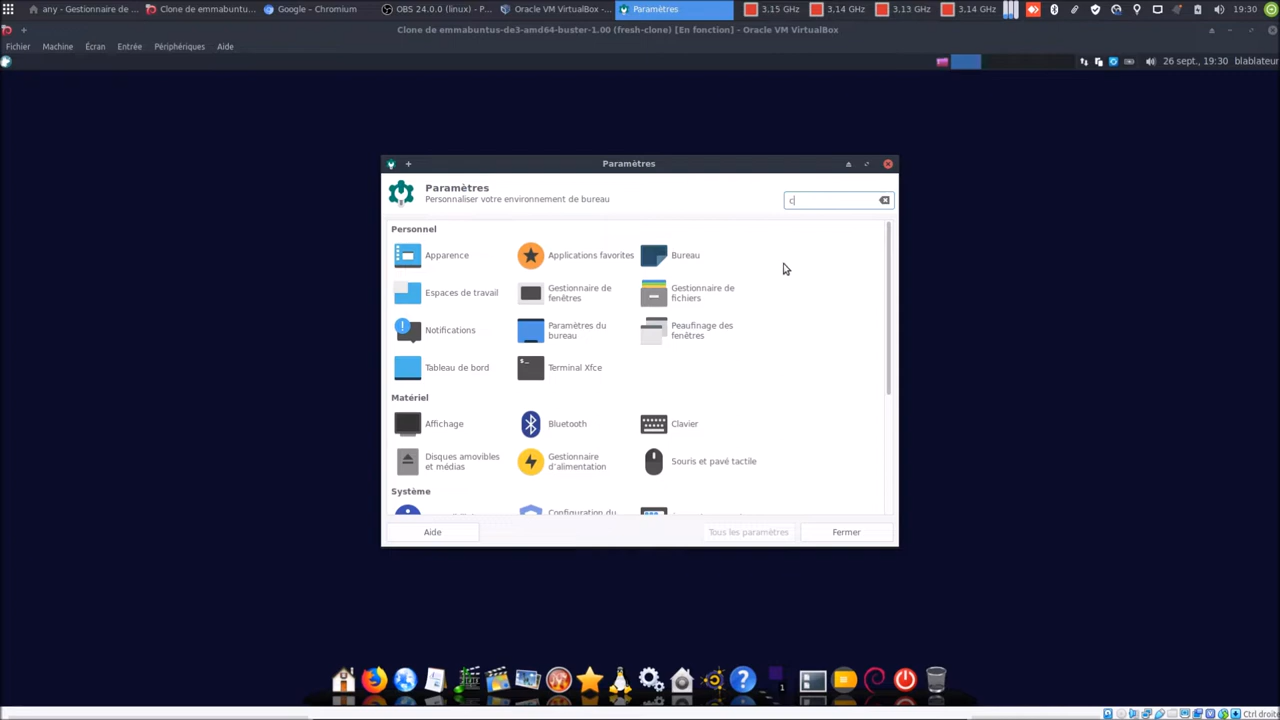 any - Gestionnaire de ... Clone de emmabuntus-... Google – Chromium OBS 24.0.0 (linux) - P... Oracle VM VirtualBox -... Paramètres 3.15 GHz 3,14 GHz 3,13 GHz 3,14 GHz 19:30
Clone de emmabuntus-de3-amd64-buster-1.00 (fresh-clone) [En fonction] - Oracle VM VirtualBox
Fichier Machine Écran Entrée Périphériques Aide
26 sept., 19:30 blablateur
Paramètres
Paramètres
Personnaliser votre environnement de bureau
c
Personnel
Apparence
Applications favorites
Bureau
Espaces de travail
Gestionnaire de
fenêtres
Gestionnaire de
fichiers
Notifications
Paramètres du
bureau
Peaufinage des
fenêtres
Tableau de bord
Terminal Xfce
Matériel
Affichage
Bluetooth
Clavier
Disques amovibles
et médias
Gestionnaire
d'alimentation
Souris et pavé tactile
Système
Configuration du
Aide
Tous les paramètres
Fermer
1
Ctrl droite